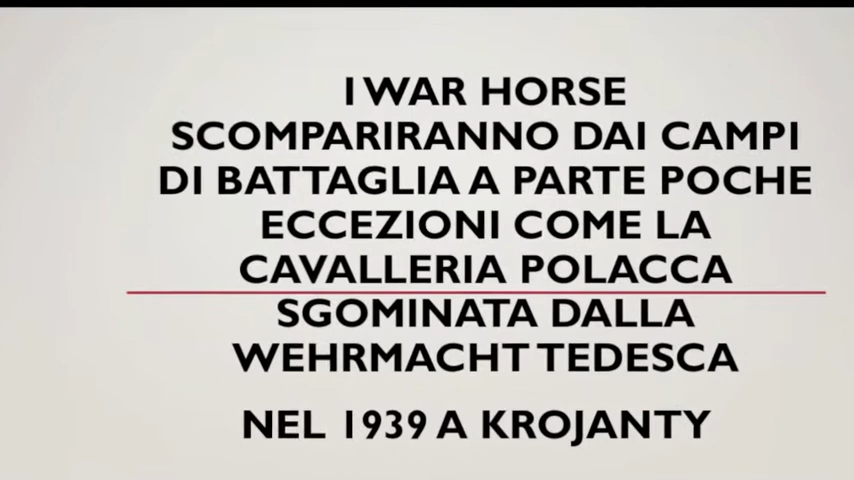 I WAR HORSE
SCOMPARIRANNO DAI CAMPI
DI BATTAGLIA A PARTE POCHE
ECCEZIONI COME LA
CAVALLERIA POLACCA
SGOMINATA DALLA
WEHRMACHT TEDESCA
NEL 1939 A KROJANTY